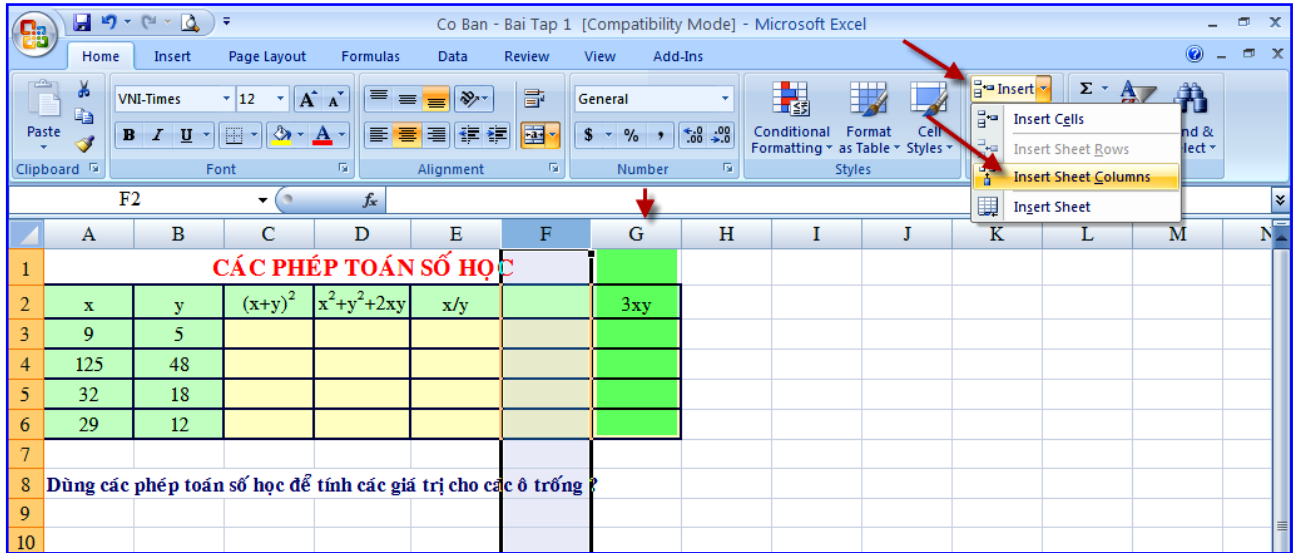 Co Ban - Bai Tap 1 [Compatibility Mode] - Microsoft Excel
Home Insert Page Layout Formulas Data Review View Add-Ins
Paste
Clipboard
VNI-Times 12 A A
B I U A
Font
Alignment
General
$ % , .00
Number
Conditional Formatting
Format as Table
Cell Styles
Styles
Insert
Σ
Insert Cells
Insert Sheet Rows
Insert Sheet Columns
Insert Sheet
F2 fx
A B C D E F G H I J K L M N
1 CÁC PHÉP TOÁN SỐ HỌC
2 x y (x+y)² x²+y²+2xy x/y 3xy
3 9 5
4 125 48
5 32 18
6 29 12
7
8 Dùng các phép toán số học để tính các giá trị cho các ô trống ?
9
10